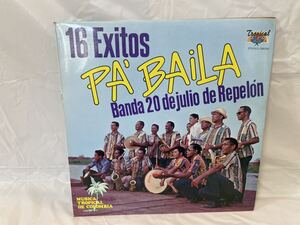 16 Exitos
Tropical
PA' BAILA
Banda 20 de julio de Repelón
MUSICA
TROPICAL
DE COLOMBIA